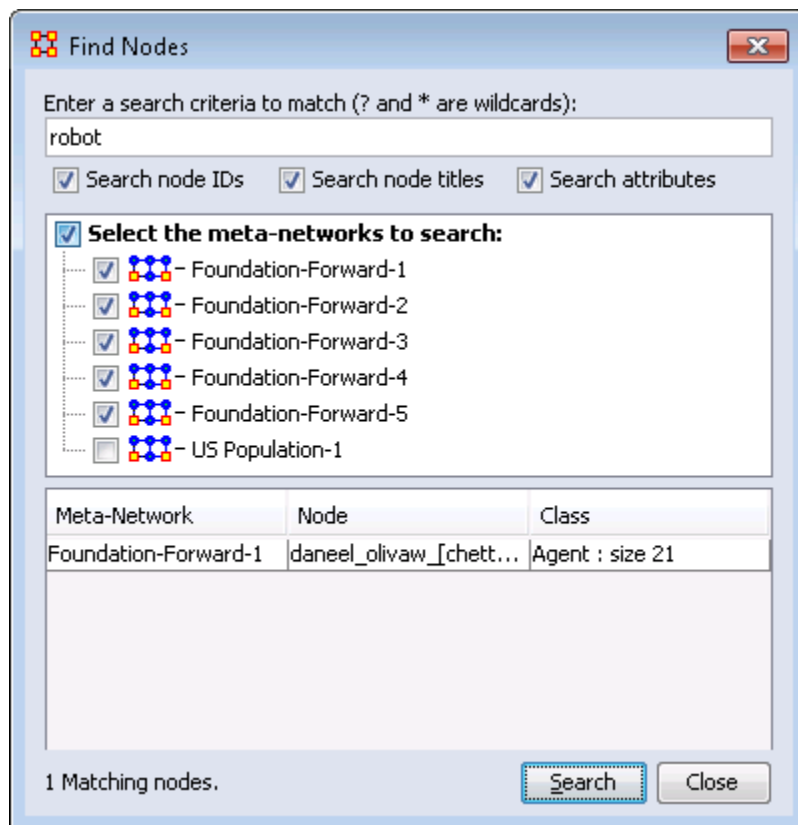 Find Nodes
Enter a search criteria to match (? and * are wildcards):
robot
Search node IDs Search node titles Search attributes
Select the meta-networks to search:
Foundation-Forward-1
Foundation-Forward-2
Foundation-Forward-3
Foundation-Forward-4
Foundation-Forward-5
US Population-1
Meta-Network Node Class
Foundation-Forward-1 daneel_olivaw_[chett... Agent : size 21
1 Matching nodes. Search Close